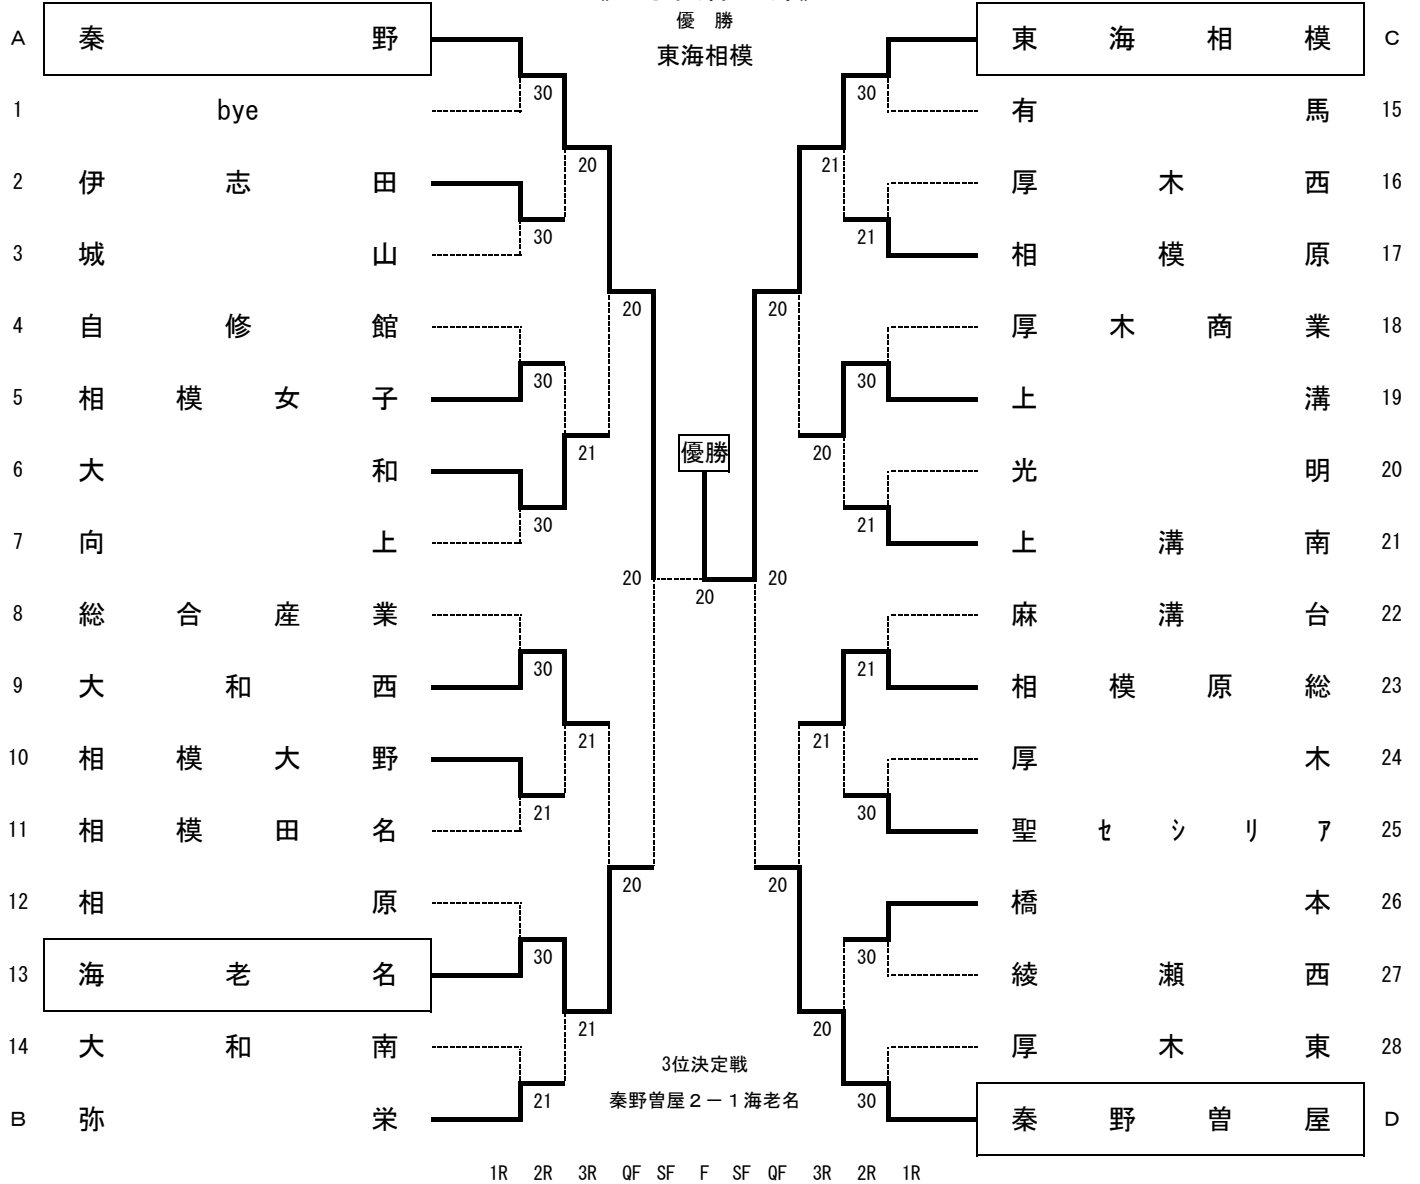 優 勝
東海相模
A 秦野 東海相模 C
30 30
1 bye 有馬 15
20 21
2 伊志田 厚木西 16
30 21
3 城山 相模原 17
20 20
4 自修館 厚木商業 18
30 30
5 相模女子 上溝 19
21 優勝 20
6 大和 光明 20
30 21
7 向上 上溝南 21
20 20 20
8 総合産業 麻溝台 22
30 21
9 大和西 相模原総 23
21 21
10 相模大野 厚木 24
21 30
11 相模田名 聖セシリア 25
20 20
12 相原 橋本 26
30 30
13 海老名 綾瀬西 27
21 20
14 大和南 厚木東 28
3位決定戦
21 秦野曽屋2-1海老名 30
B 弥栄 秦野曽屋 D
1R 2R 3R QF SF F SF QF 3R 2R 1R